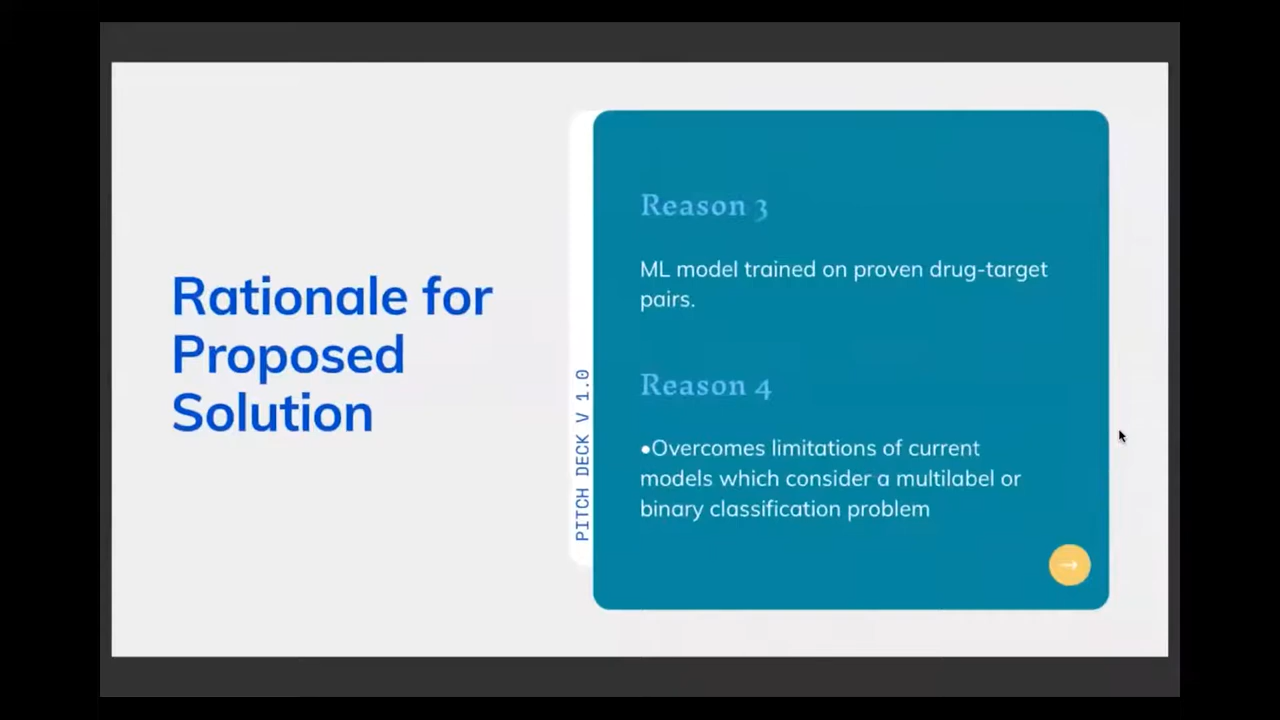 Rationale for
Proposed
Solution
PITCH DECK V 1.0
Reason 3
ML model trained on proven drug-target
pairs.
Reason 4
•Overcomes limitations of current
models which consider a multilabel or
binary classification problem
→